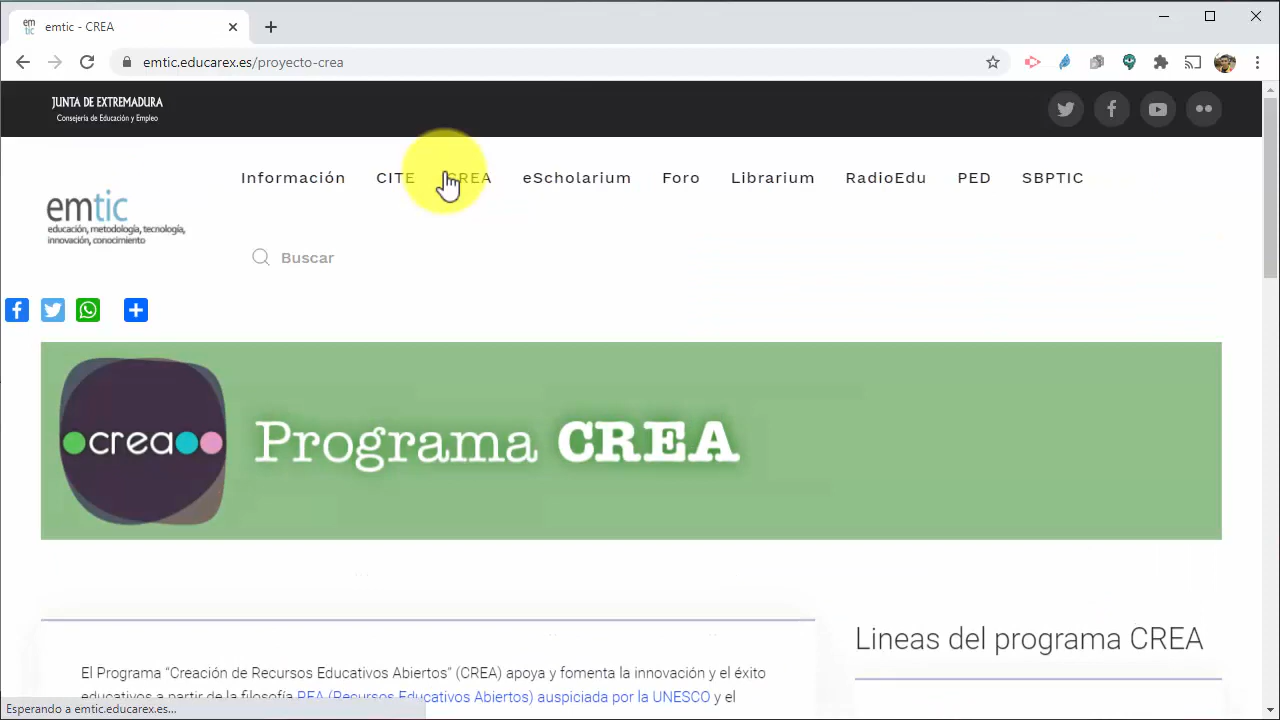 emtic - CREA
emtic.educarex.es/proyecto-crea
JUNTA DE EXTREMADURA
Consejería de Educación y Empleo
Información CITE CREA eScholarium Foro Librarium RadioEdu PED SBPTIC
emtic
educación, metodología, tecnología,
innovación, conocimiento
Buscar
crea
Programa CREA
Lineas del programa CREA
El Programa “Creación de Recursos Educativos Abiertos” (CREA) apoya y fomenta la innovación y el éxito
educativos a partir de la filosofía REA (Recursos Educativos Abiertos) auspiciada por la UNESCO y el
Esperando a emtic.educarex.es...